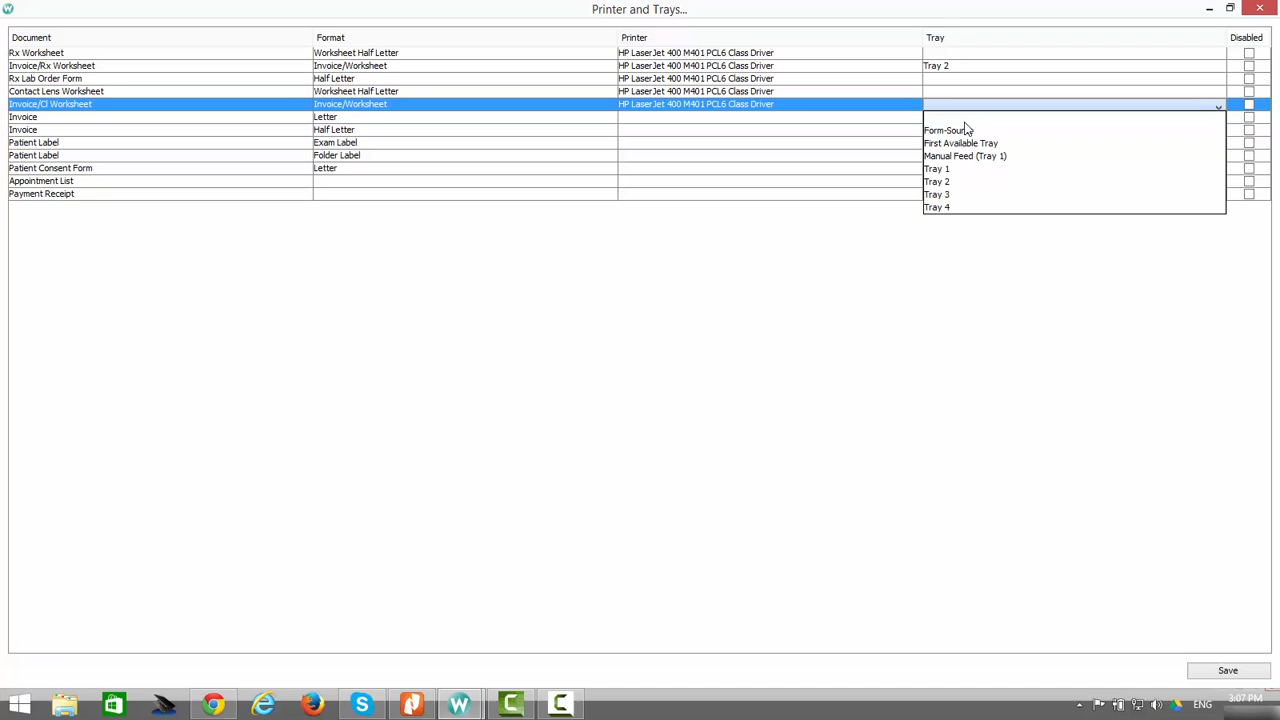 Printer and Trays...
Document Format Printer Tray Disabled
Rx Worksheet Worksheet Half Letter HP LaserJet 400 M401 PCL6 Class Driver
Invoice/Rx Worksheet Invoice/Worksheet HP LaserJet 400 M401 PCL6 Class Driver Tray 2
Rx Lab Order Form Half Letter HP LaserJet 400 M401 PCL6 Class Driver
Contact Lens Worksheet Worksheet Half Letter HP LaserJet 400 M401 PCL6 Class Driver
Invoice/Cl Worksheet Invoice/Worksheet HP LaserJet 400 M401 PCL6 Class Driver
Invoice Letter
Invoice Half Letter Form-Source
Patient Label Exam Label First Available Tray
Patient Label Folder Label Manual Feed (Tray 1)
Patient Consent Form Letter Tray 1
Appointment List Tray 2
Payment Receipt Tray 3
Tray 4
Save
ENG 3:07 PM